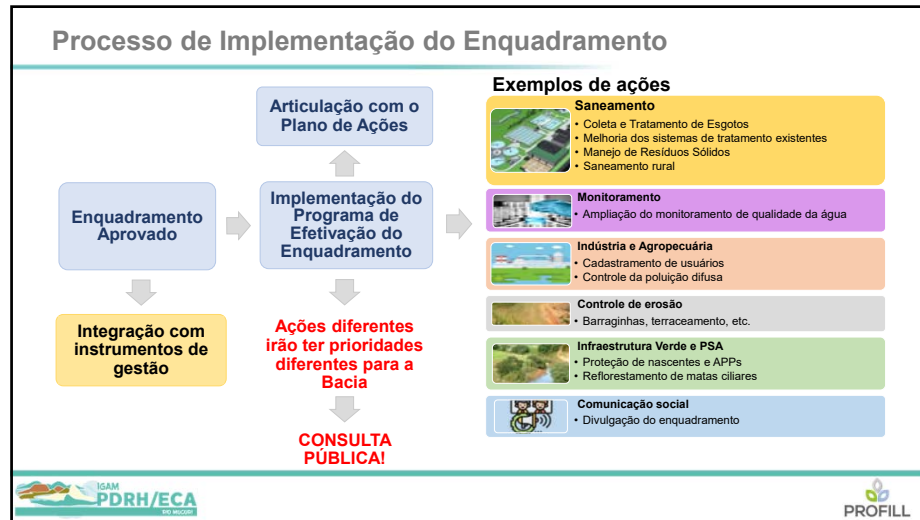 Processo de Implementação do Enquadramento
Articulação com o
Plano de Ações
Enquadramento
Aprovado
Implementação do
Programa de
Efetivação do
Enquadramento
Integração com
instrumentos de
gestão
Ações diferentes
irão ter prioridades
diferentes para a
Bacia
CONSULTA
PÚBLICA!
Exemplos de ações
Saneamento
• Coleta e Tratamento de Esgotos
• Melhoria dos sistemas de tratamento existentes
• Manejo de Resíduos Sólidos
• Saneamento rural
Monitoramento
• Ampliação do monitoramento de qualidade da água
Indústria e Agropecuária
• Cadastramento de usuários
• Controle da poluição difusa
Controle de erosão
• Barraginhas, terraceamento, etc.
Infraestrutura Verde e PSA
• Proteção de nascentes e APPs
• Reflorestamento de matas ciliares
Comunicação social
• Divulgação do enquadramento
IGAM
PDRH/ECA
RIO MUCURI
PROFILL